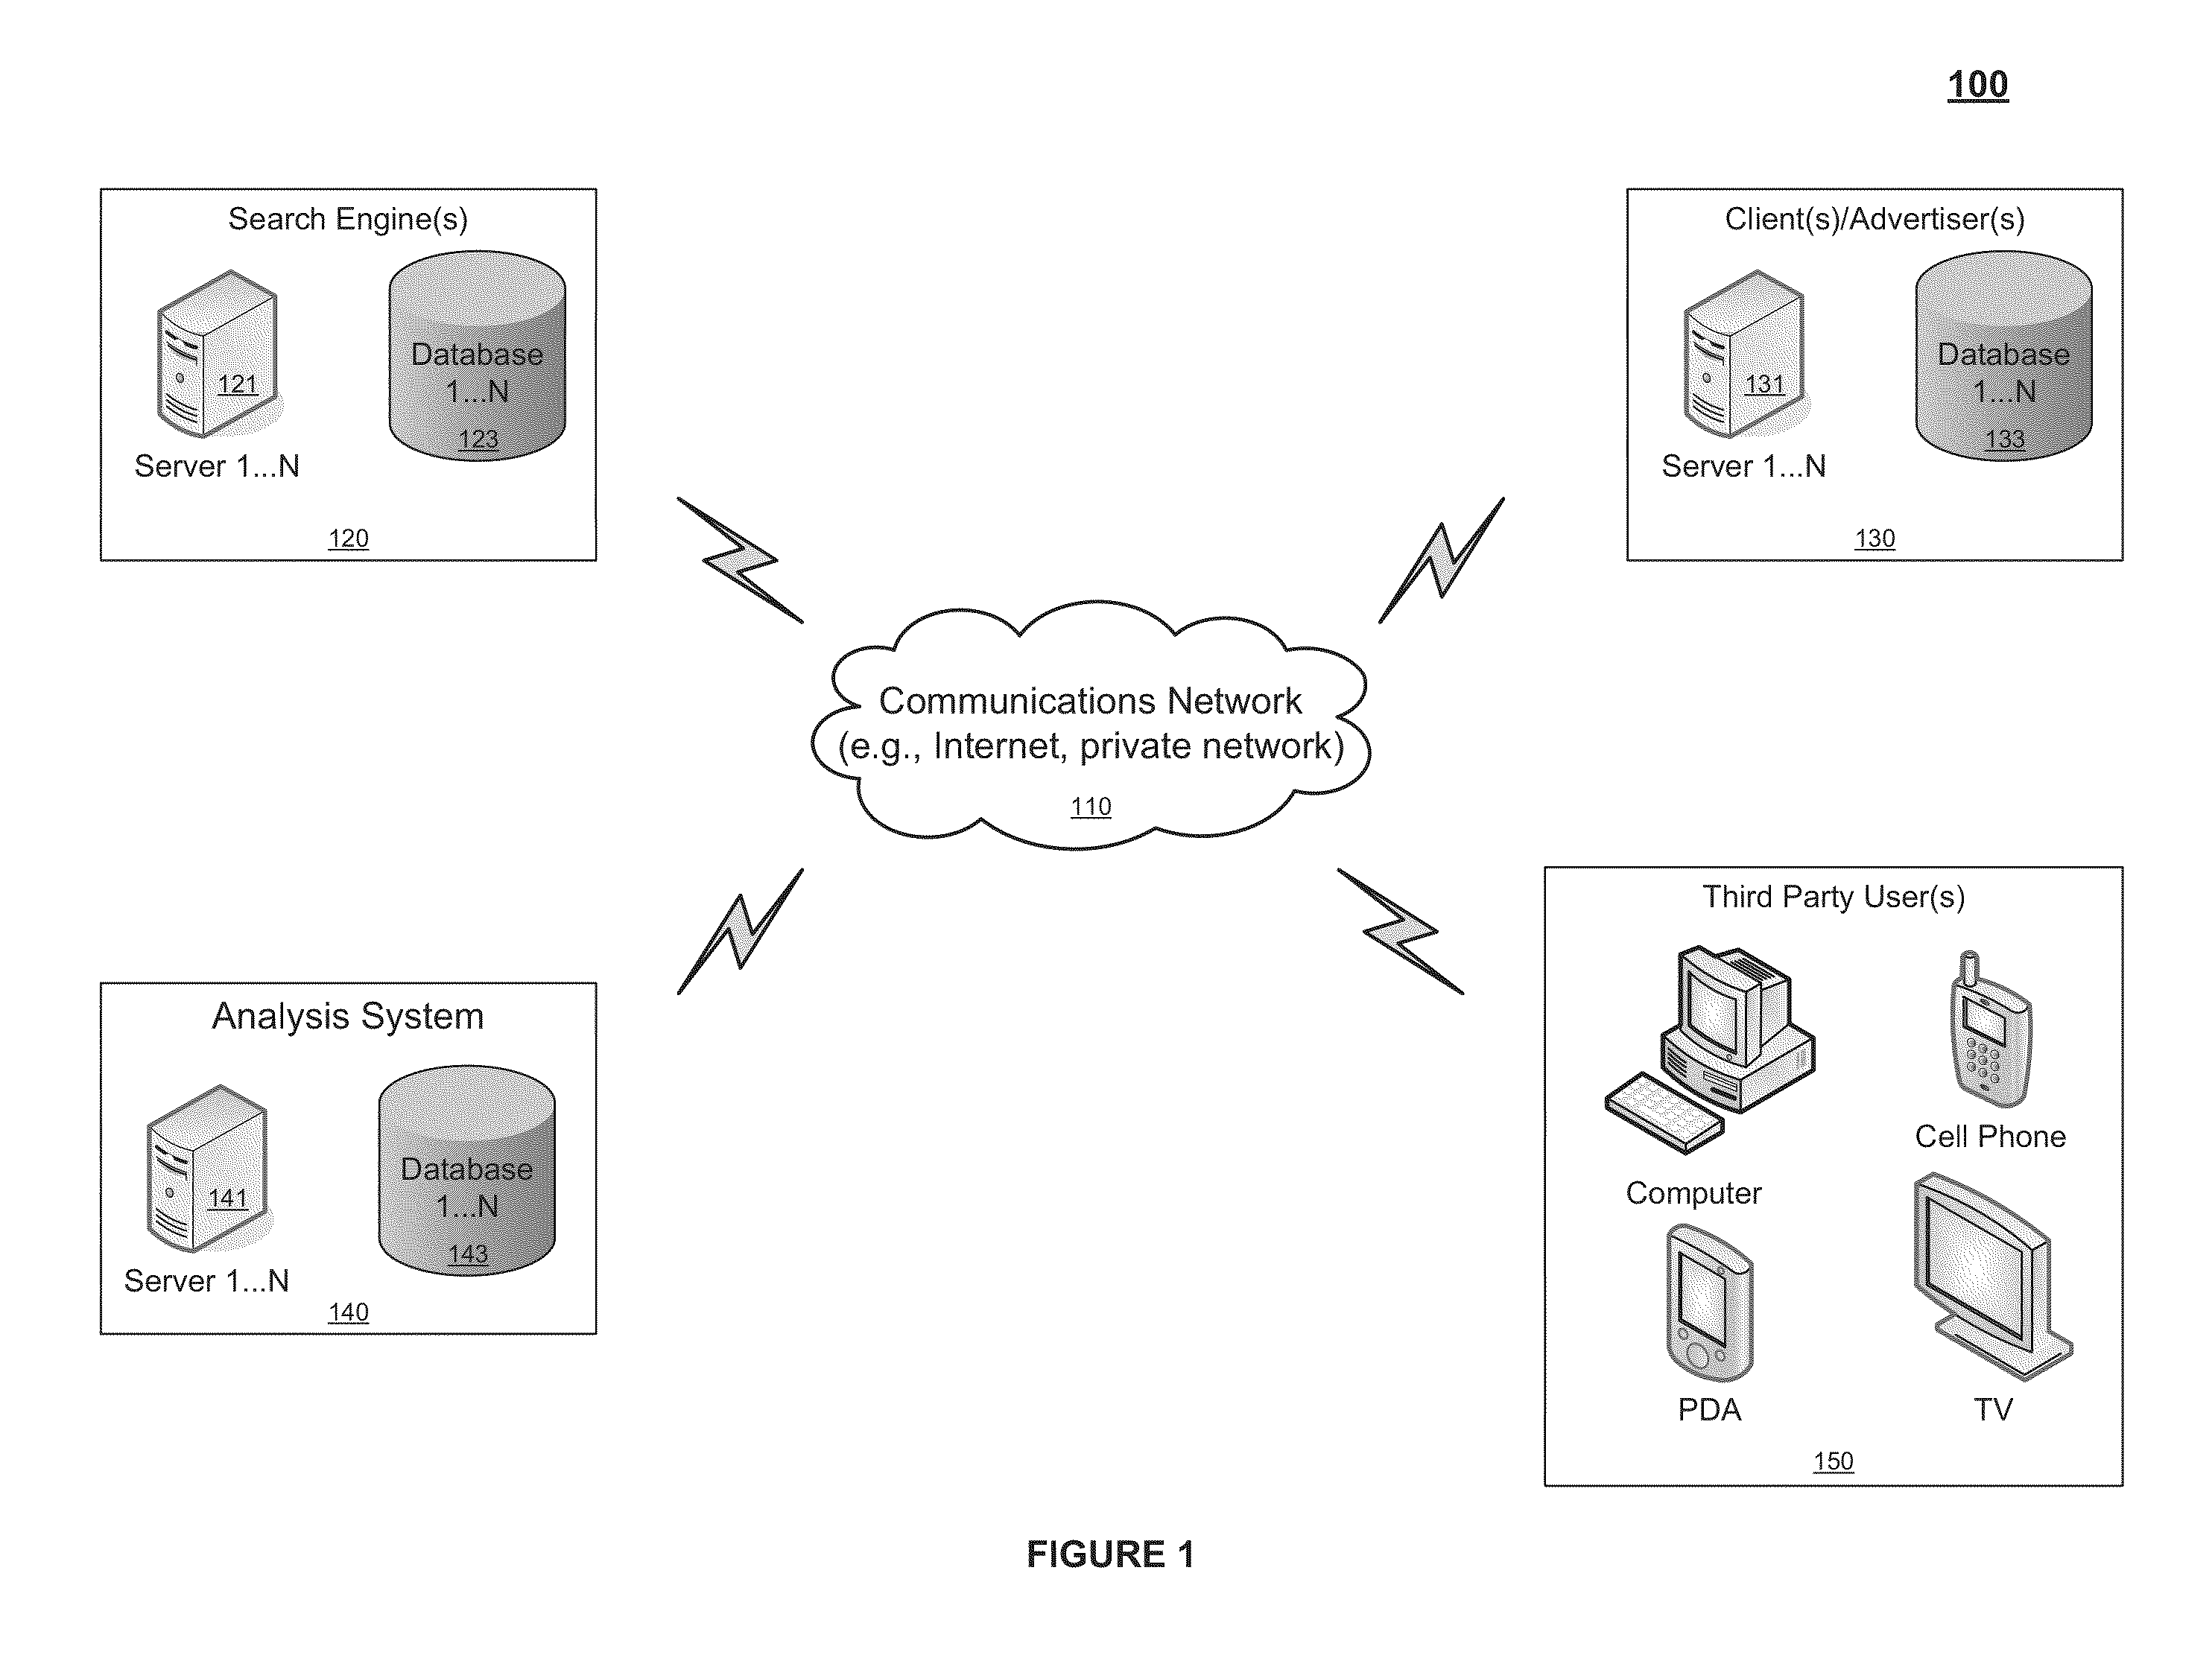 100
Search Engine(s)
121
Server 1...N
Database
1...N
123
120
Client(s)/Advertiser(s)
131
Server 1...N
Database
1...N
133
130
Communications Network
(e.g., Internet, private network)
110
Analysis System
141
Server 1...N
Database
1...N
143
140
Third Party User(s)
Computer
Cell Phone
PDA
TV
150
FIGURE 1